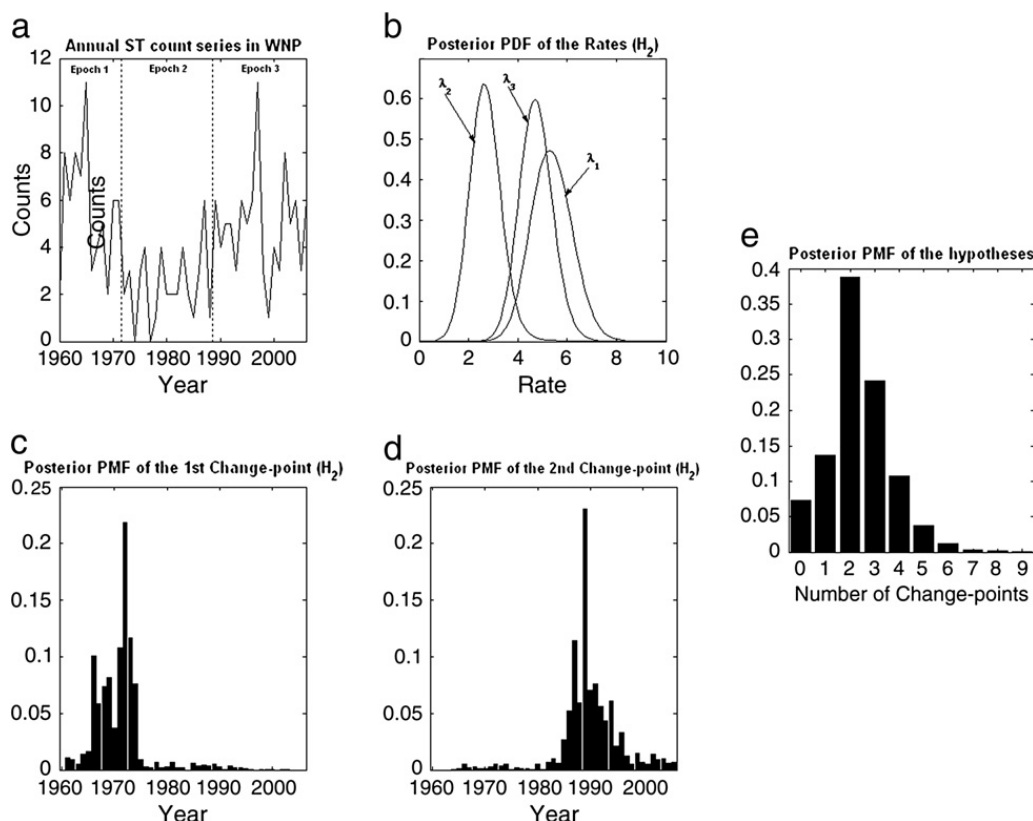 a
Annual ST count series in WNP
Epoch 1 Epoch 2 Epoch 3
12
10
8
6
4
2
0
Counts
Counts
1960 1970 1980 1990 2000
Year
b
Posterior PDF of the Rates (H2)
λ2
λ3
λ1
0.6
0.5
0.4
0.3
0.2
0.1
0
0 2 4 6 8 10
Rate
c
Posterior PMF of the 1st Change-point (H2)
0.25
0.2
0.15
0.1
0.05
0
1960 1970 1980 1990 2000
Year
d
Posterior PMF of the 2nd Change-point (H2)
0.25
0.2
0.15
0.1
0.05
0
1960 1970 1980 1990 2000
Year
e
Posterior PMF of the hypotheses
0.4
0.35
0.3
0.25
0.2
0.15
0.1
0.05
0
0 1 2 3 4 5 6 7 8 9
Number of Change-points